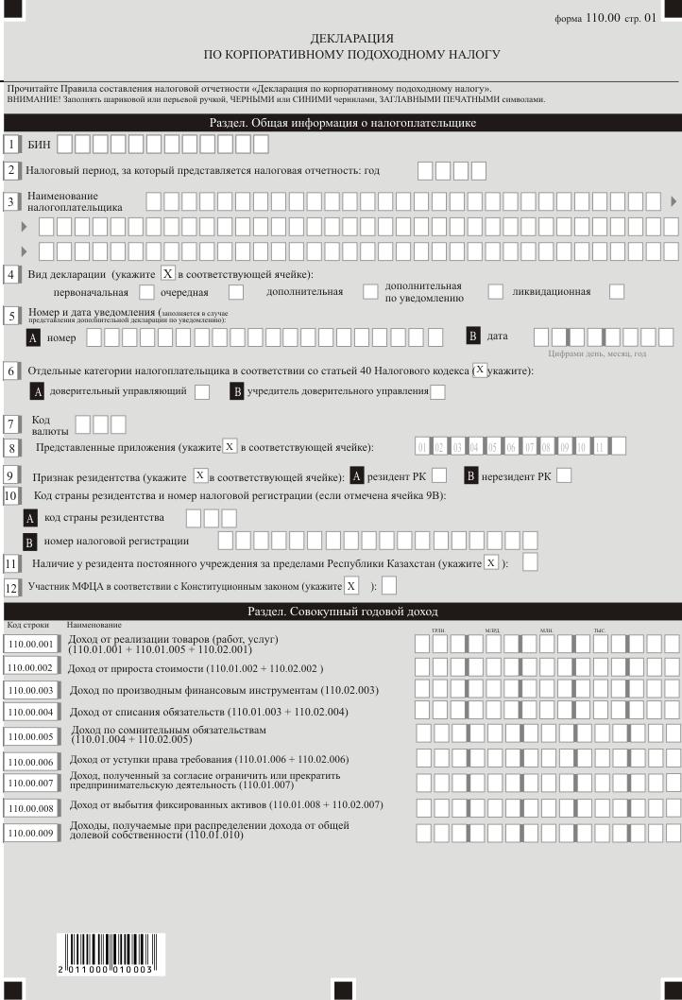 форма 110.00 стр. 01
ДЕКЛАРАЦИЯ
ПО КОРПОРАТИВНОМУ ПОДОХОДНОМУ НАЛОГУ
Прочитайте Правила составления налоговой отчетности «Декларация по корпоративному подоходному налогу».
ВНИМАНИЕ! Заполнять шариковой или перьевой ручкой, ЧЕРНЫМИ или СИНИМИ чернилами, ЗАГЛАВНЫМИ ПЕЧАТНЫМИ символами.
Раздел. Общая информация о налогоплательщике
1 БИН
2 Налоговый период, за который представляется налоговая отчетность: год
3 Наименование
налогоплательщика
4 Вид декларации (укажите X в соответствующей ячейке):
первоначальная очередная дополнительная дополнительная
по уведомлению ликвидационная
5 Номер и дата уведомления (заполняется в случае
представления дополнительной декларации по уведомлению):
A номер B дата
Цифрами день, месяц, год
6 Отдельные категории налогоплательщика в соответствии со статьей 40 Налогового кодекса (X укажите):
A доверительный управляющий B учредитель доверительного управления
7 Код
валюты
8 Представленные приложения (укажите X в соответствующей ячейке): 01 02 03 04 05 06 07 08 09 10 11
9 Признак резидентства (укажите X в соответствующей ячейке): A резидент РК B нерезидент РК
10 Код страны резидентства и номер налоговой регистрации (если отмечена ячейка 9В):
A код страны резидентства
B номер налоговой регистрации
11 Наличие у резидента постоянного учреждения за пределами Республики Казахстан (укажите X ):
12 Участник МФЦА в соответствии с Конституционным законом (укажите X ):
Раздел. Совокупный годовой доход
Код строки Наименование
трлн. млрд. млн. тыс.
110.00.001 Доход от реализации товаров (работ, услуг)
(110.01.001 + 110.01.005 + 110.02.001)
110.00.002 Доход от прироста стоимости (110.01.002 + 110.02.002 )
110.00.003 Доход по производным финансовым инструментам (110.02.003)
110.00.004 Доход от списания обязательств (110.01.003 + 110.02.004)
110.00.005 Доход по сомнительным обязательствам
(110.01.004 + 110.02.005)
110.00.006 Доход от уступки права требования (110.01.006 + 110.02.006)
110.00.007 Доход, полученный за согласие ограничить или прекратить
предпринимательскую деятельность (110.01.007)
110.00.008 Доход от выбытия фиксированных активов (110.01.008 + 110.02.007)
110.00.009 Доходы, получаемые при распределении дохода от общей
долевой собственности (110.01.010)
2 011000 010003